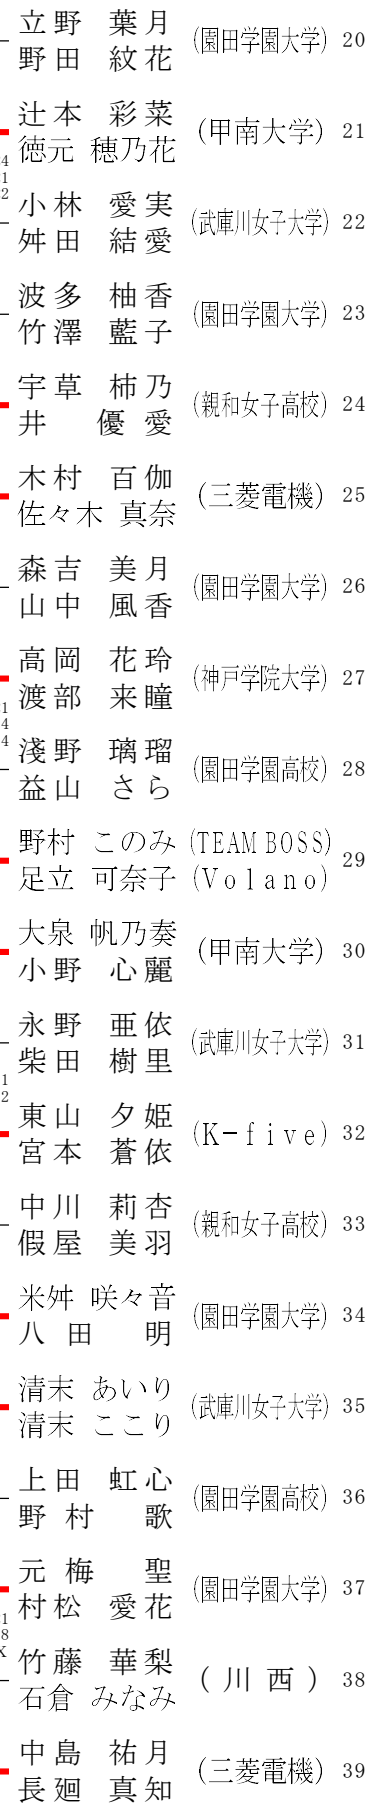 立野 葉月 (園田学園大学) 20
野田 紋花
辻本 彩菜 (甲南大学) 21
徳元 穂乃花
小林 愛実 (武庫川女子大学) 22
舛田 結愛
波多 柚香 (園田学園大学) 23
竹澤 藍子
宇草 柿乃 (親和女子高校) 24
井 優愛
木村 百伽 (三菱電機) 25
佐々木 真奈
森吉 美月 (園田学園大学) 26
山中 風香
高岡 花玲 (神戸学院大学) 27
渡部 来瞳
淺野 璃瑠 (園田学園高校) 28
益山 さら
野村 このみ (TEAM BOSS) 29
足立 可奈子 (Volano)
大泉 帆乃奏 (甲南大学) 30
小野 心麗
永野 亜依 (武庫川女子大学) 31
柴田 樹里
東山 夕姫 (K-five) 32
宮本 蒼依
中川 莉杏 (親和女子高校) 33
假屋 美羽
米舛 咲々音 (園田学園大学) 34
八田 明
清末 あいり (武庫川女子大学) 35
清末 ここり
上田 虹心 (園田学園高校) 36
野村 歌
元梅 聖 (園田学園大学) 37
村松 愛花
竹藤 華梨 (川西) 38
石倉 みなみ
中島 祐月 (三菱電機) 39
長廻 真知